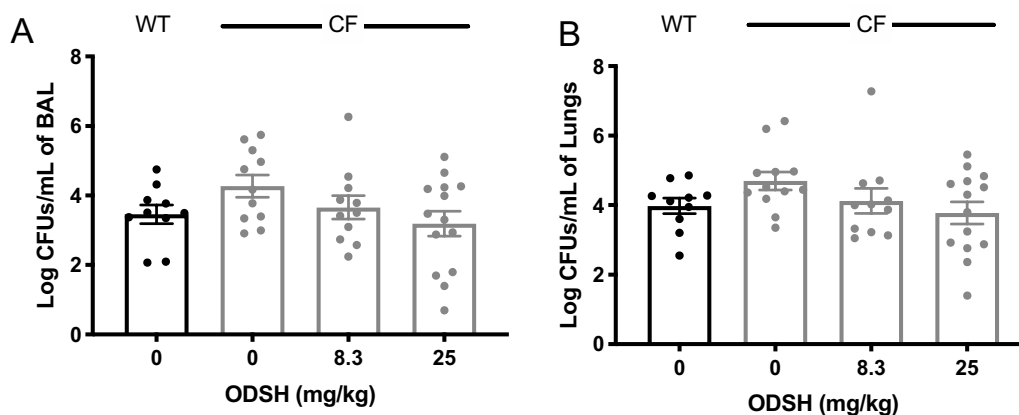 A
WT
CF
8
6
4
2
0
Log CFUs/mL of BAL
0
0
8.3
25
ODSH (mg/kg)
B
WT
CF
8
6
4
2
0
Log CFUs/mL of Lungs
0
0
8.3
25
ODSH (mg/kg)